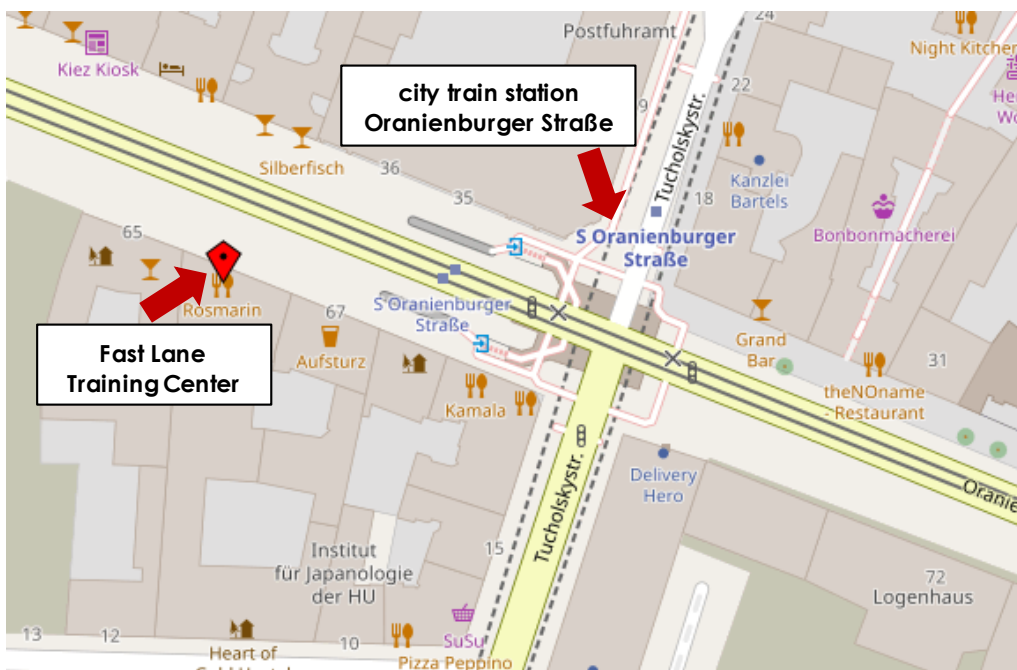 24
Postfuhramt
Night Kitchen
Kiez Kiosk
22
city train station
Oranienburger Straße
9
Tucholskystr.
Silberfisch
36
Kanzlei
Bartels
35
18
65
S Oranienburger
Straße
Bonbonmacherei
Rosmarin
S Oranienburger
Straße
67
Fast Lane
Training Center
Aufsturz
Grand
Bar
31
theNOname
- Restaurant
Kamala
Delivery
Hero
Oranie
Tucholskystr.
15
Institut
für Japanologie
der HU
72
Logenhaus
13
12
10
SuSu
Heart of
Pizza Peppino